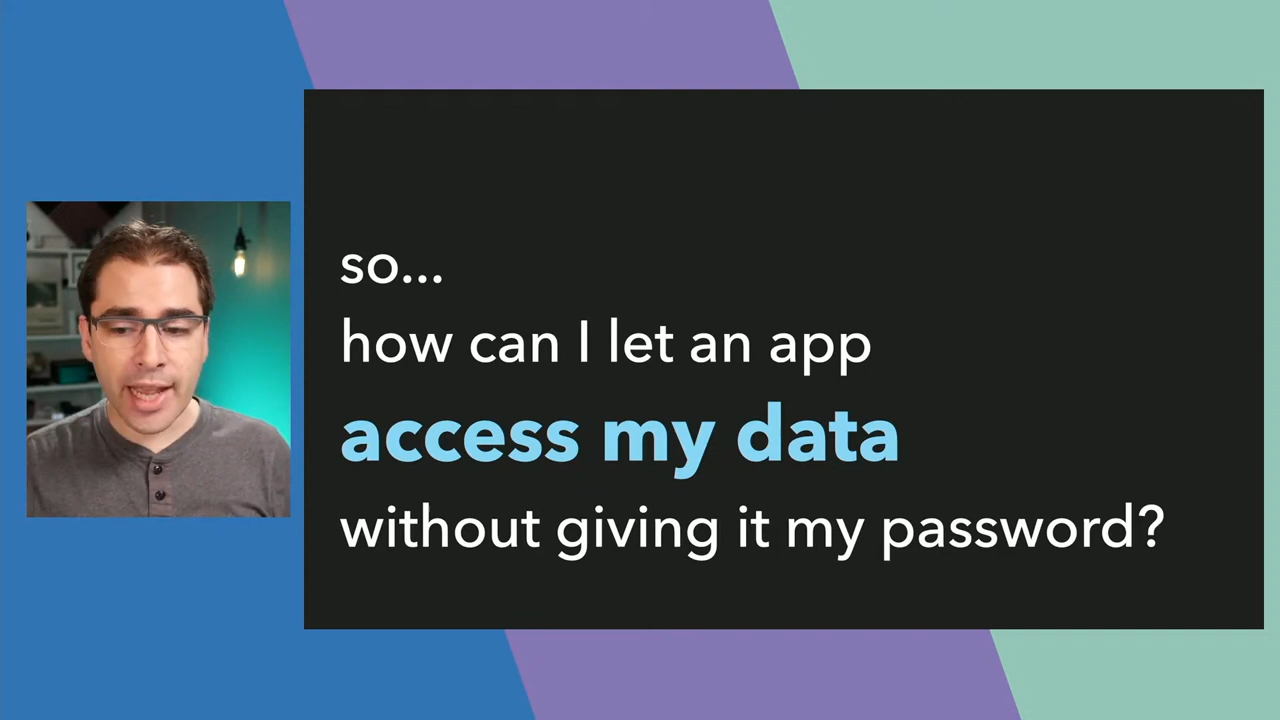 so...
how can I let an app
access my data
without giving it my password?